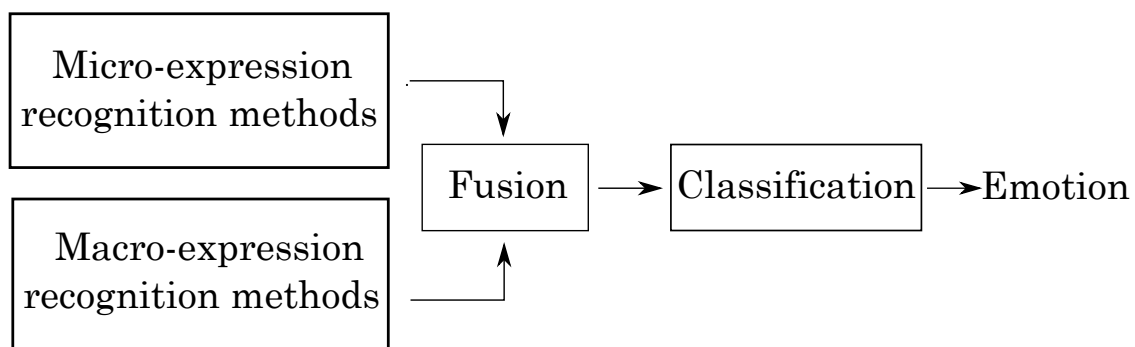 Micro-expression
recognition methods
Fusion
Classification
Emotion
Macro-expression
recognition methods